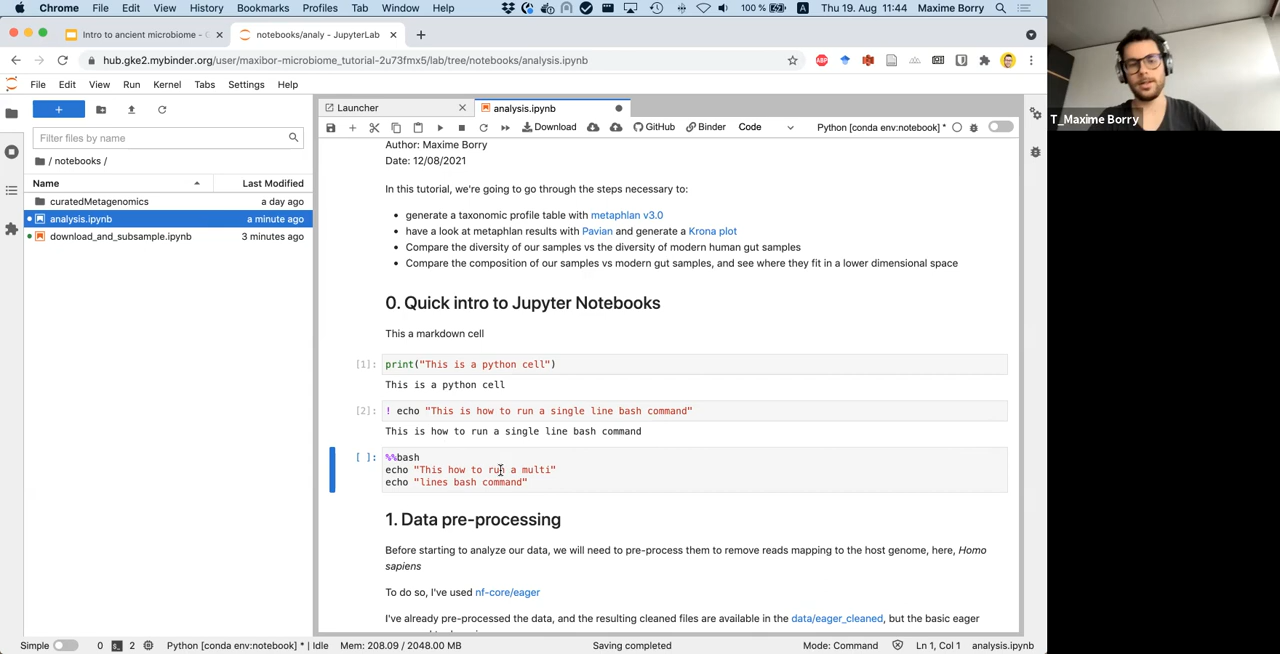 Chrome File Edit View History Bookmarks Profiles Tab Window Help 100 % A Thu 19. Aug 11:44 Maxime Borry
Intro to ancient microbiome - notebooks/analy - JupyterLab
hub.gke2.mybinder.org/user/maxibor-microbiome_tutorial-2u73fmx5/lab/tree/notebooks/analysis.ipynb ABP
File Edit View Run Kernel Tabs Settings Help
T_Maxime Borry
Launcher analysis.ipynb
Download GitHub Binder Code Python [conda env:notebook] *
Filter files by name
/ notebooks /
Name Last Modified
curatedMetagenomics a day ago
analysis.ipynb a minute ago
download_and_subsample.ipynb 3 minutes ago
Author: Maxime Borry
Date: 12/08/2021
In this tutorial, we're going to go through the steps necessary to:
• generate a taxonomic profile table with metaphlan v3.0
• have a look at metaphlan results with Pavian and generate a Krona plot
• Compare the diversity of our samples vs the diversity of modern human gut samples
• Compare the composition of our samples vs modern gut samples, and see where they fit in a lower dimensional space
0. Quick intro to Jupyter Notebooks
This a markdown cell
[1]: print("This is a python cell")
This is a python cell
[2]: ! echo "This is how to run a single line bash command"
This is how to run a single line bash command
[ ]: %%bash
echo "This how to run a multi"
echo "lines bash command"
1. Data pre-processing
Before starting to analyze our data, we will need to pre-process them to remove reads mapping to the host genome, here, Homo
sapiens
To do so, I've used nf-core/eager
I've already pre-processed the data, and the resulting cleaned files are available in the data/eager_cleaned, but the basic eager
Simple 0 2 Python [conda env:notebook] * | Idle Mem: 208.09 / 2048.00 MB Saving completed Mode: Command Ln 1, Col 1 analysis.ipynb